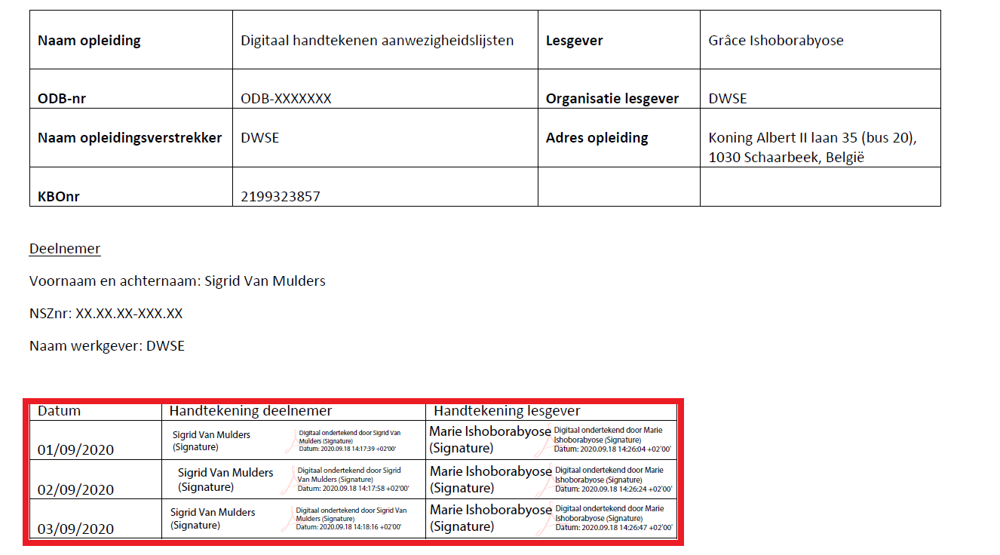 Naam opleiding Digitaal handtekenen aanwezigheidslijsten Lesgever Grâce Ishoborabyose
ODB-nr ODB-XXXXXXX Organisatie lesgever DWSE
Naam opleidingsverstrekker DWSE Adres opleiding Koning Albert II laan 35 (bus 20),
1030 Schaarbeek, België
KBOnr 2199323857
Deelnemer
Voornaam en achternaam: Sigrid Van Mulders
NSZnr: XX.XX.XX-XXX.XX
Naam werkgever: DWSE
Datum Handtekening deelnemer Handtekening lesgever
01/09/2020
Sigrid Van Mulders
(Signature)
Digitaal ondertekend door Sigrid Van
Mulders (Signature)
Datum: 2020.09.18 14:17:39 +02'00'
Marie Ishoborabyose
(Signature)
Digitaal ondertekend door Marie
Ishoborabyose (Signature)
Datum: 2020.09.18 14:26:04 +02'00'
02/09/2020
Sigrid Van Mulders
(Signature)
Digitaal ondertekend door Sigrid
Van Mulders (Signature)
Datum: 2020.09.18 14:17:58 +02'00'
Marie Ishoborabyose
(Signature)
Digitaal ondertekend door Marie
Ishoborabyose (Signature)
Datum: 2020.09.18 14:26:24 +02'00'
03/09/2020
Sigrid Van Mulders
(Signature)
Digitaal ondertekend door Sigrid Van
Mulders (Signature)
Datum: 2020.09.18 14:18:16 +02'00'
Marie Ishoborabyose
(Signature)
Digitaal ondertekend door Marie
Ishoborabyose (Signature)
Datum: 2020.09.18 14:26:47 +02'00'